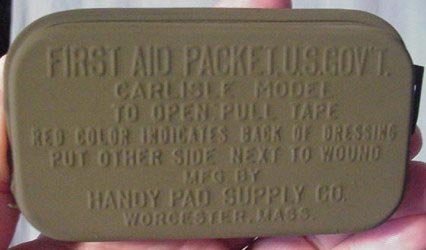 FIRST AID PACKET.U.S.GOV'T.
CARLISLE MODEL
TO OPEN PULL TAPE
RED COLOR INDICATES BACK OF DRESSING
PUT OTHER SIDE NEXT TO WOUND
MFG BY
HANDY PAD SUPPLY CO.
WORCESTER, MASS.